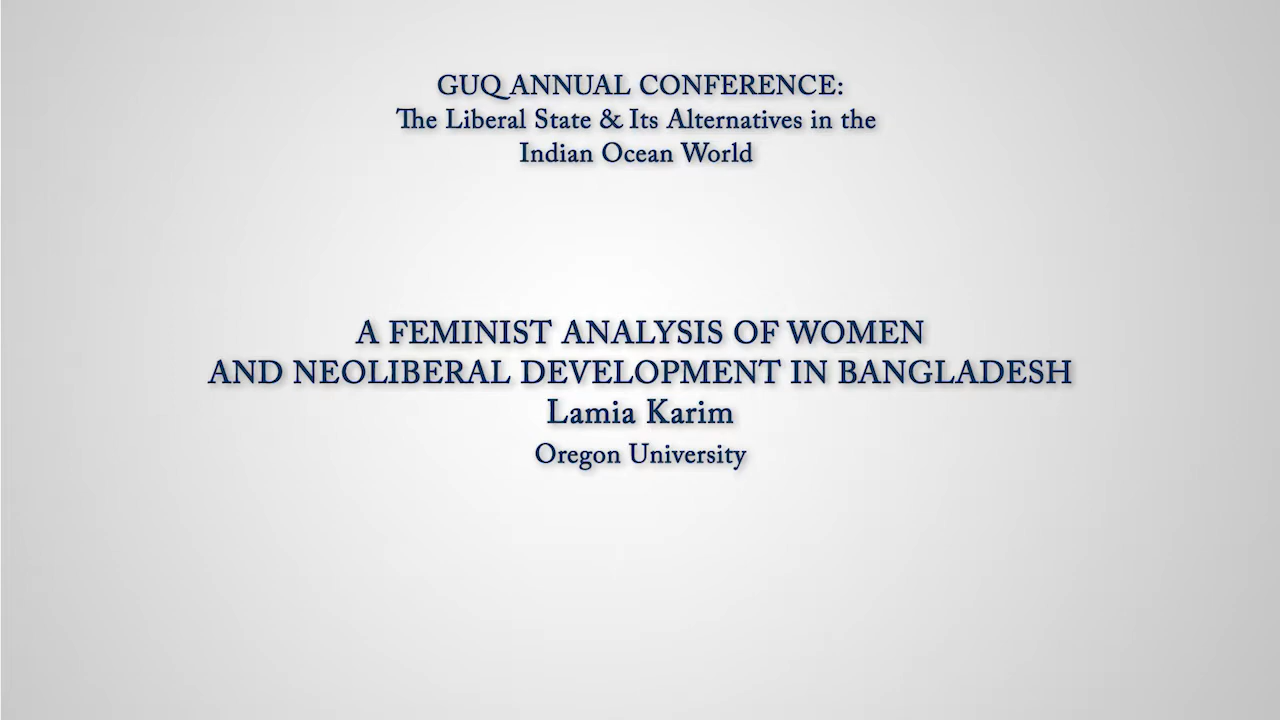 GUQ ANNUAL CONFERENCE:
The Liberal State & Its Alternatives in the
Indian Ocean World
A FEMINIST ANALYSIS OF WOMEN
AND NEOLIBERAL DEVELOPMENT IN BANGLADESH
Lamia Karim
Oregon University